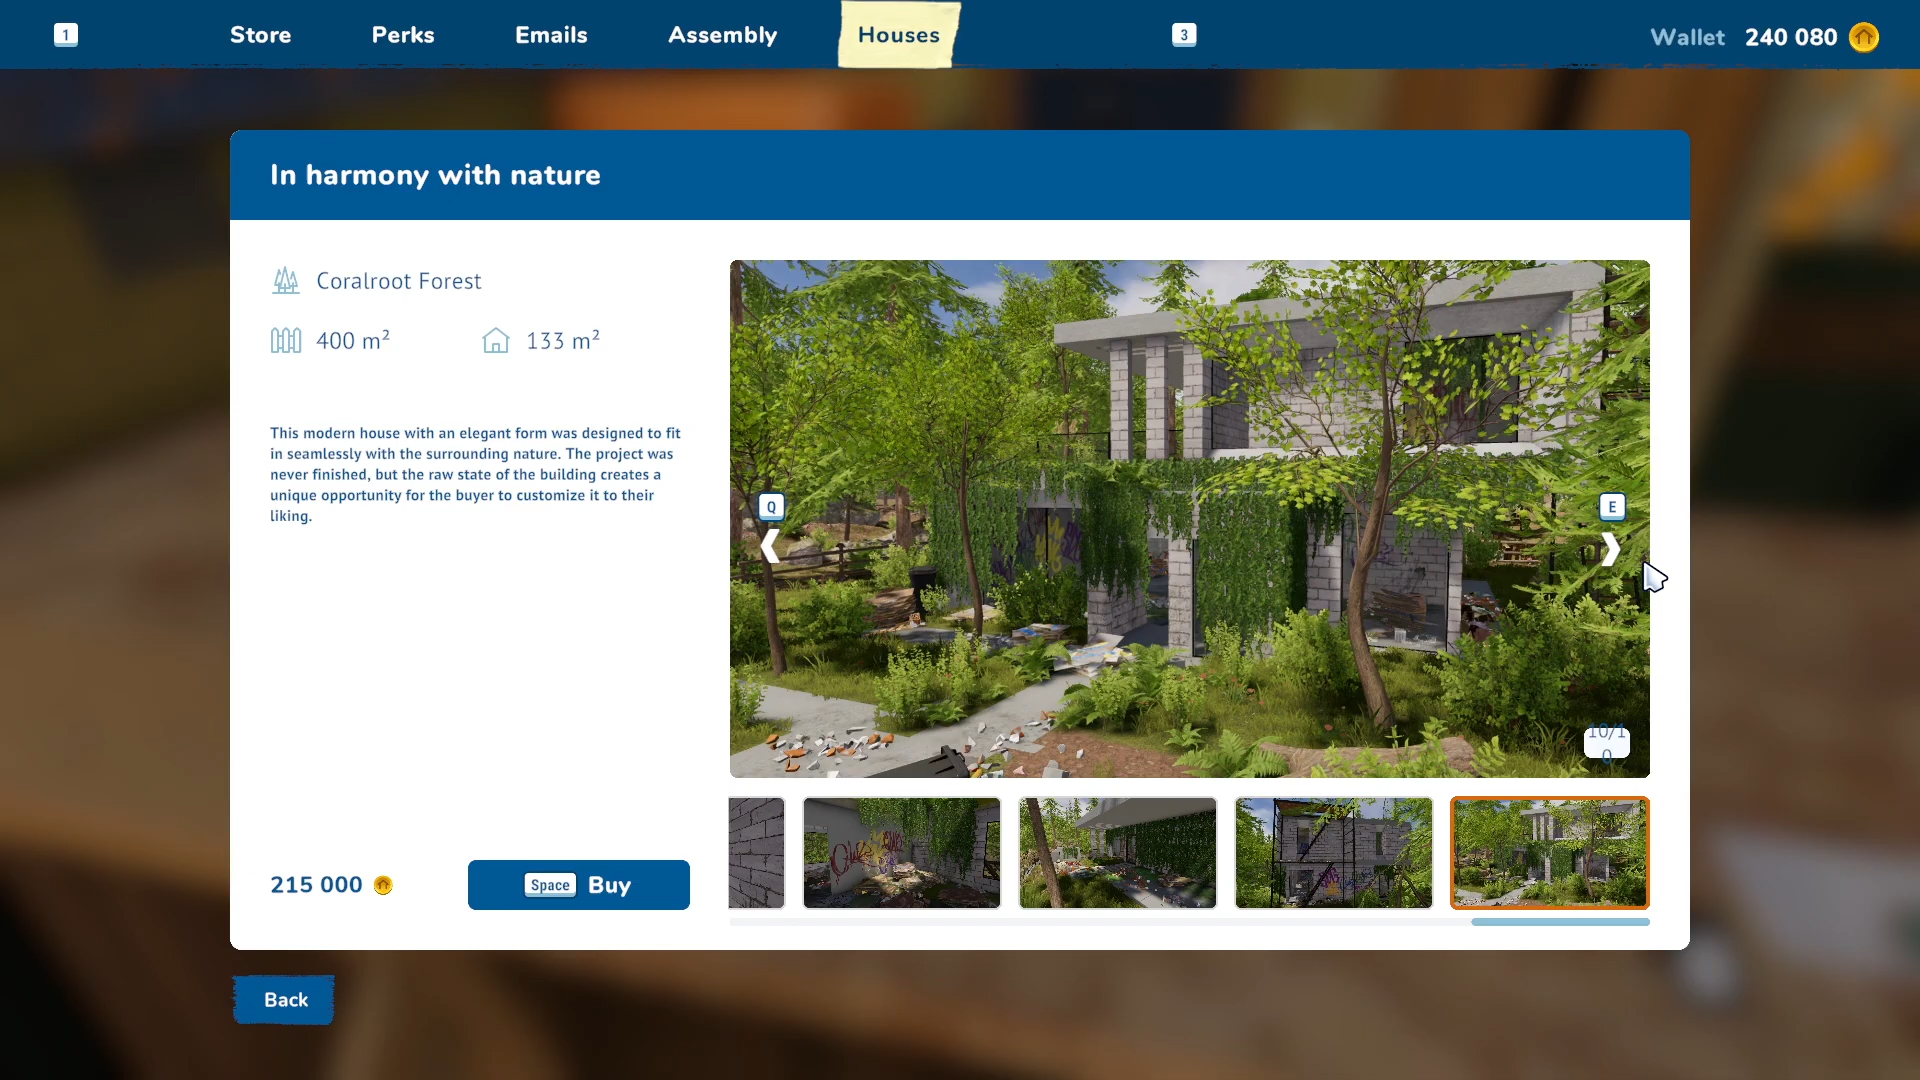 1
Store
Perks
Emails
Assembly
Houses
3
Wallet 240 080
In harmony with nature
Coralroot Forest
400 m²
133 m²
This modern house with an elegant form was designed to fit
in seamlessly with the surrounding nature. The project was
never finished, but the raw state of the building creates a
unique opportunity for the buyer to customize it to their
liking.
Q
E
10/1
0
215 000
Space Buy
Back